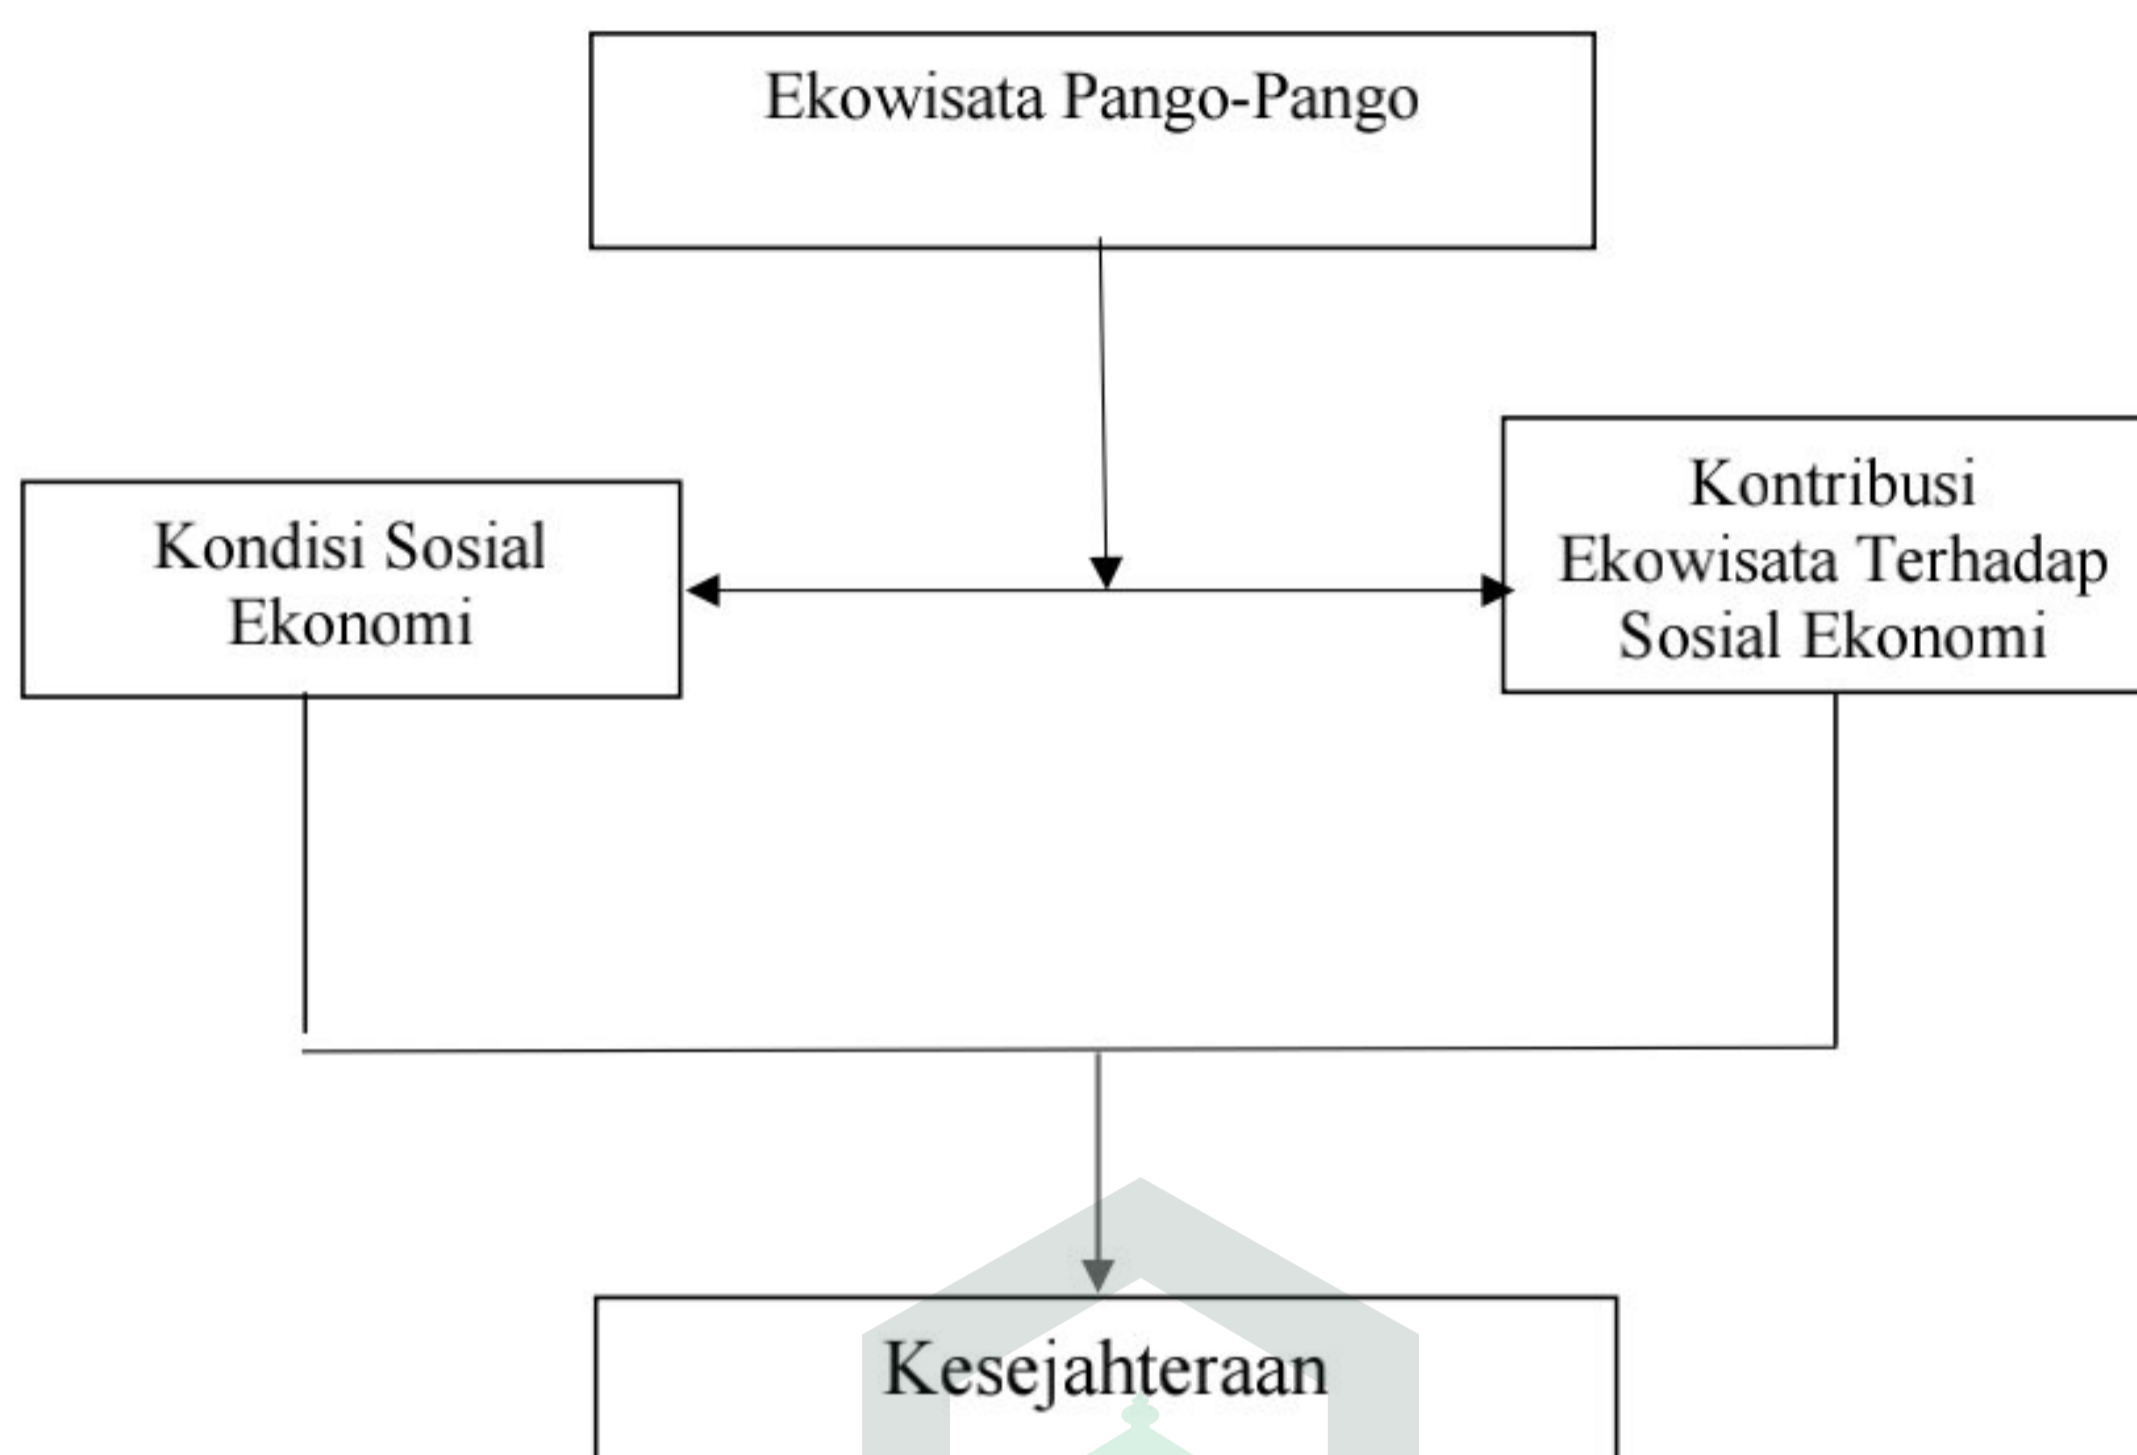 Ekowisata Pango-Pango
Kondisi Sosial
Ekonomi
Kontribusi
Ekowisata Terhadap
Sosial Ekonomi
Kesejahteraan